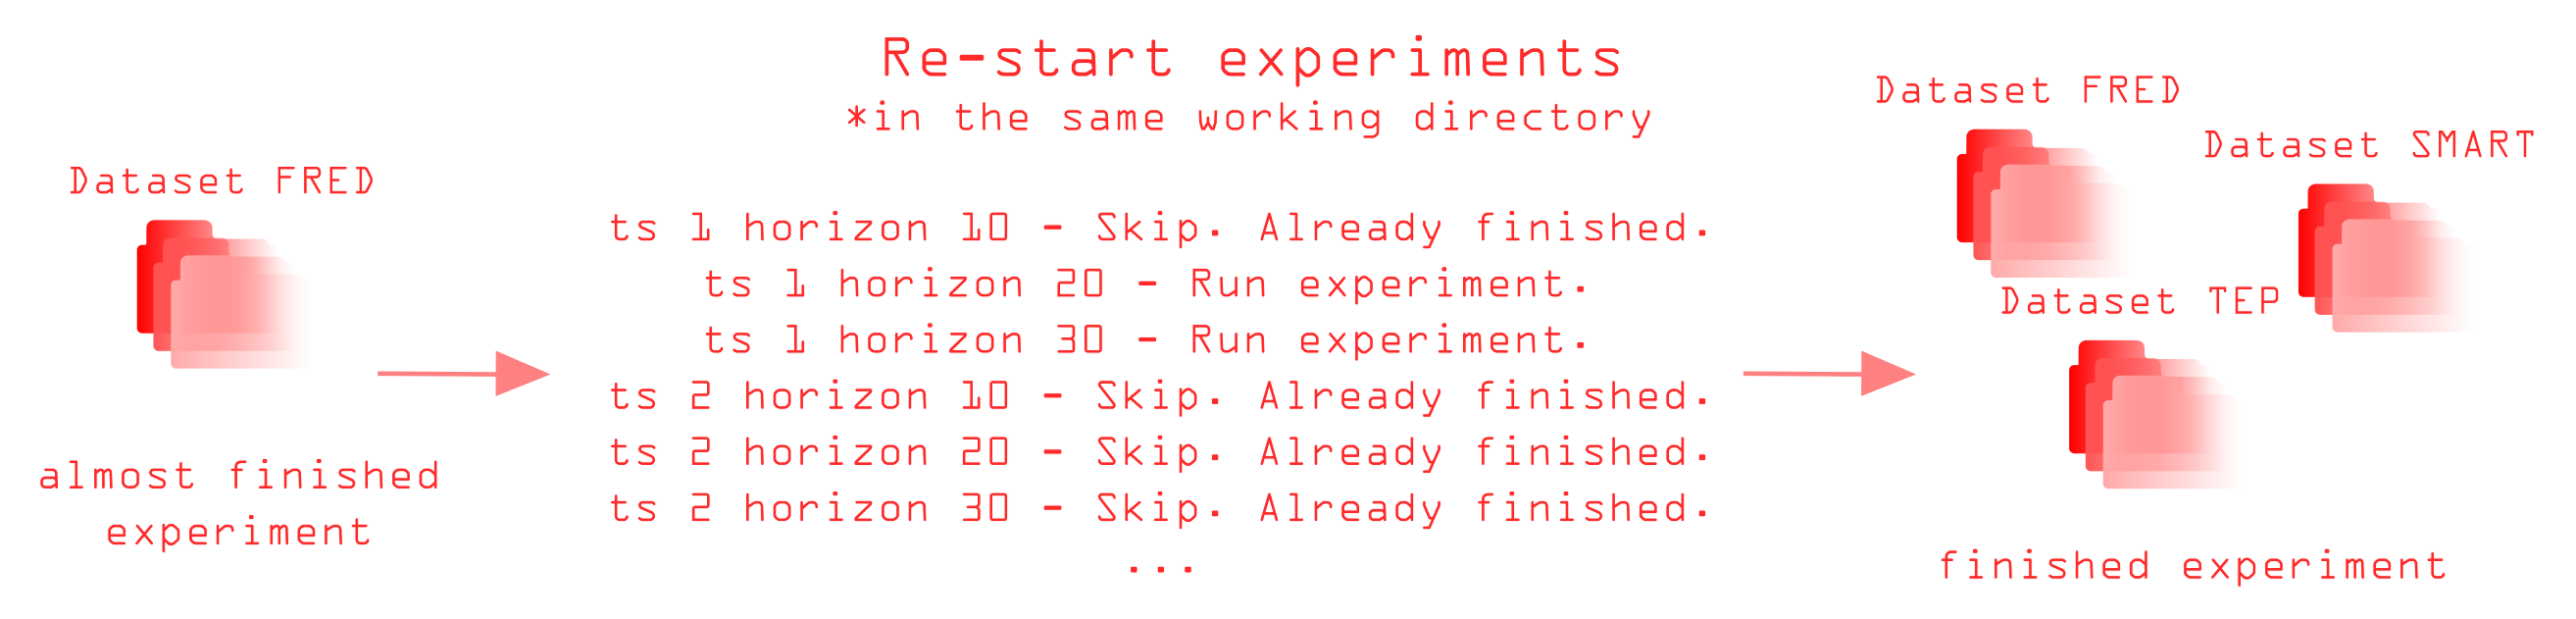 Re-start experiments
*in the same working directory
Dataset FRED
almost finished
experiment
ts 1 horizon 10 - Skip. Already finished.
ts 1 horizon 20 - Run experiment.
ts 1 horizon 30 - Run experiment.
ts 2 horizon 10 - Skip. Already finished.
ts 2 horizon 20 - Skip. Already finished.
ts 2 horizon 30 - Skip. Already finished.
...
Dataset FRED
Dataset SMART
Dataset TEP
finished experiment